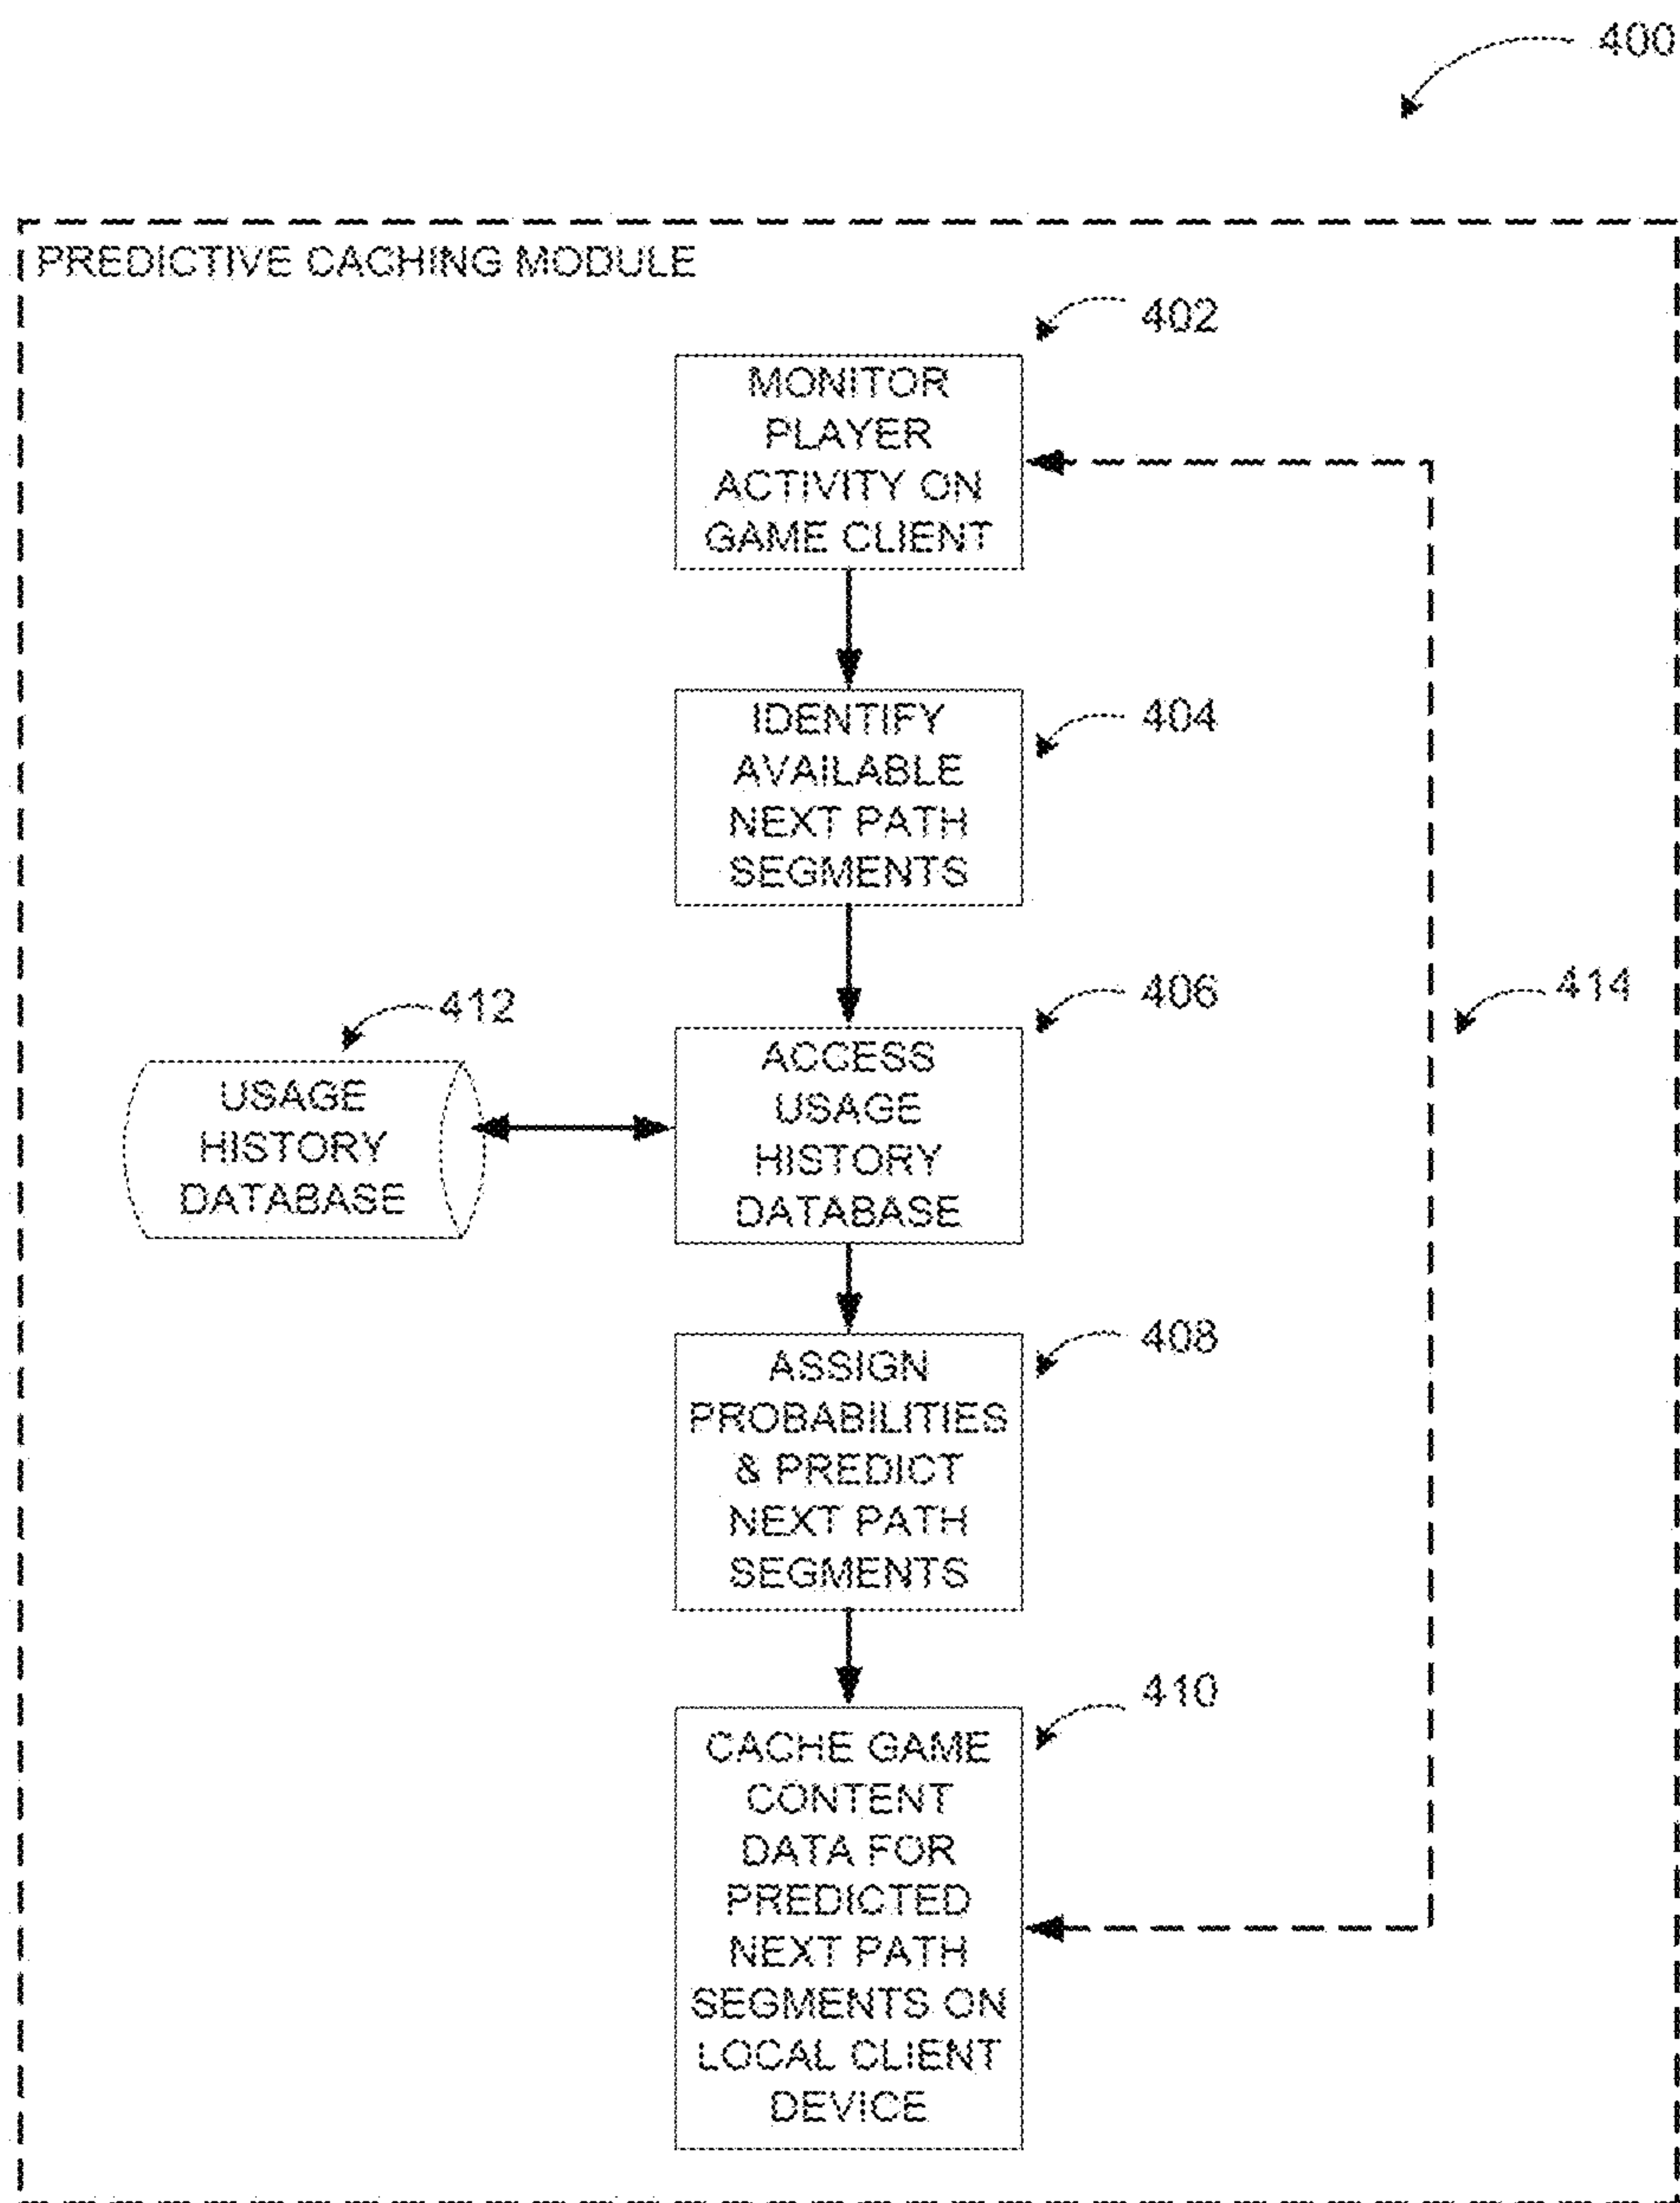 400
PREDICTIVE CACHING MODULE
402
MONITOR
PLAYER
ACTIVITY ON
GAME CLIENT
404
IDENTIFY
AVAILABLE
NEXT PATH
SEGMENTS
412
USAGE
HISTORY
DATABASE
406
ACCESS
USAGE
HISTORY
DATABASE
414
408
ASSIGN
PROBABILITIES
& PREDICT
NEXT PATH
SEGMENTS
410
CACHE GAME
CONTENT
DATA FOR
PREDICTED
NEXT PATH
SEGMENTS ON
LOCAL CLIENT
DEVICE